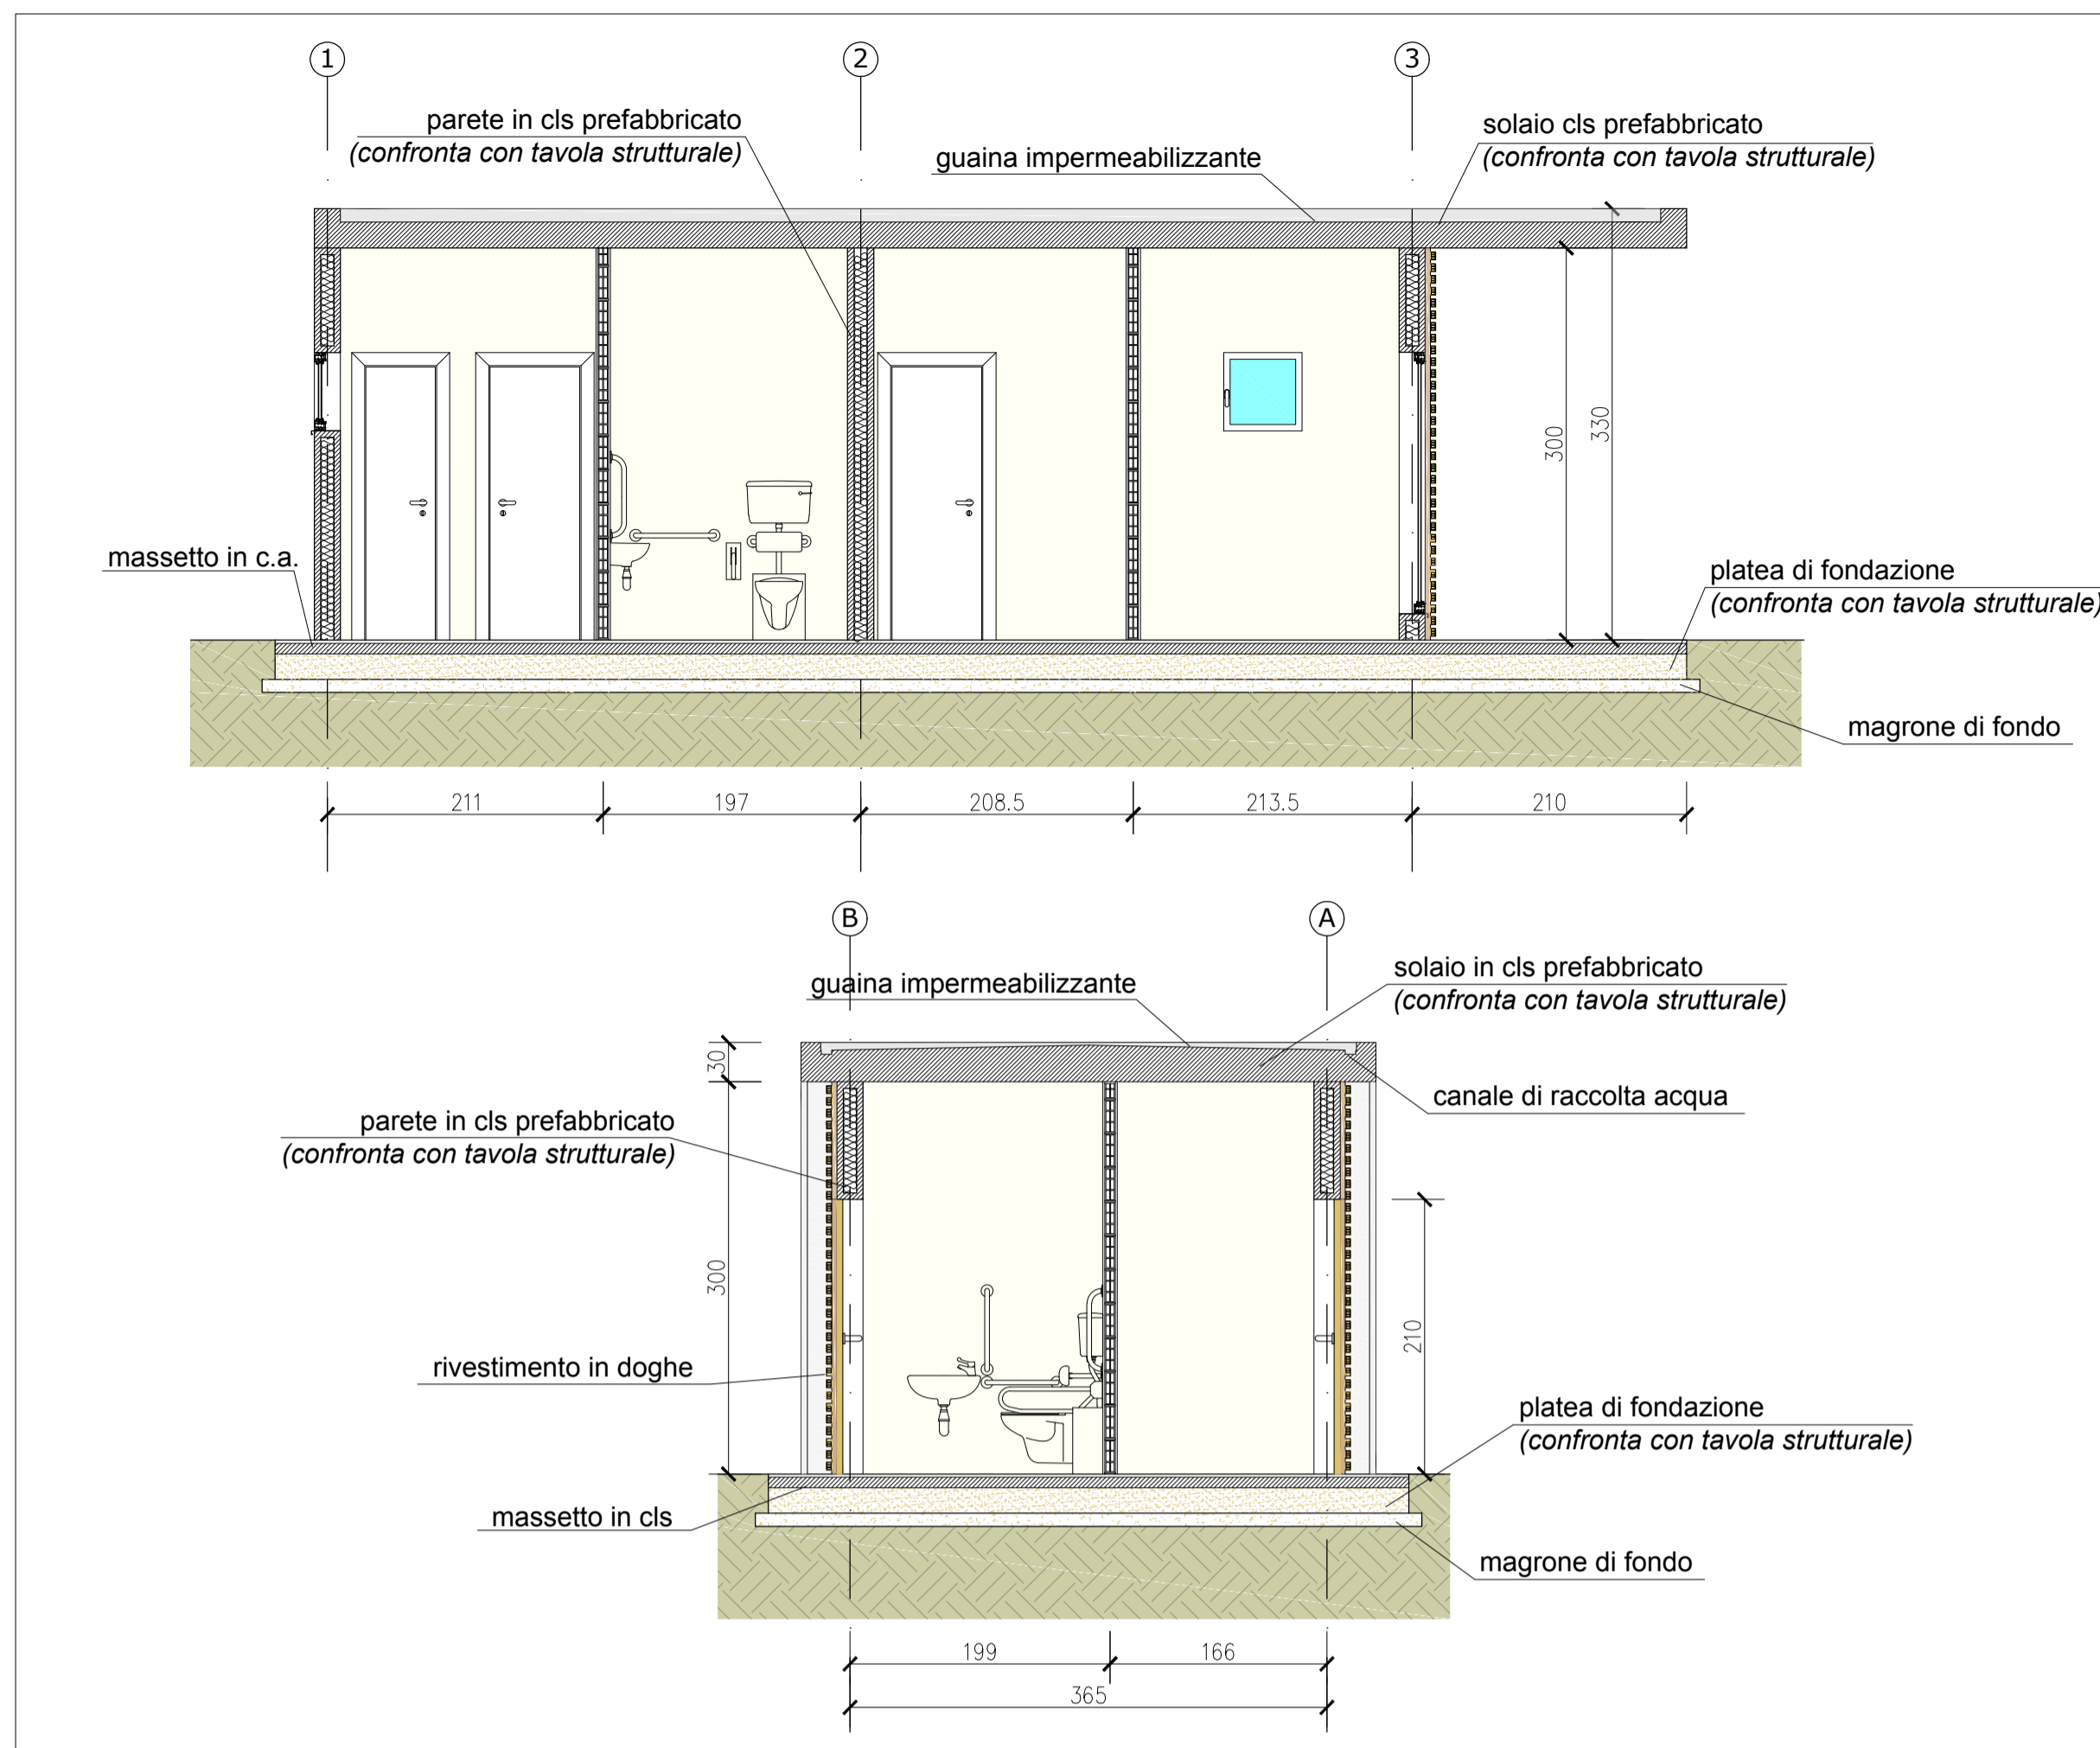 1
2
3
parete in cls prefabbricato
(confronta con tavola strutturale)
guaina impermeabilizzante
solaio cls prefabbricato
(confronta con tavola strutturale)
300
330
massetto in c.a.
platea di fondazione
(confronta con tavola strutturale)
magrone di fondo
211
197
208.5
213.5
210
B
A
guaina impermeabilizzante
solaio in cls prefabbricato
(confronta con tavola strutturale)
30
canale di raccolta acqua
parete in cls prefabbricato
(confronta con tavola strutturale)
300
210
rivestimento in doghe
platea di fondazione
(confronta con tavola strutturale)
massetto in cls
magrone di fondo
199
166
365